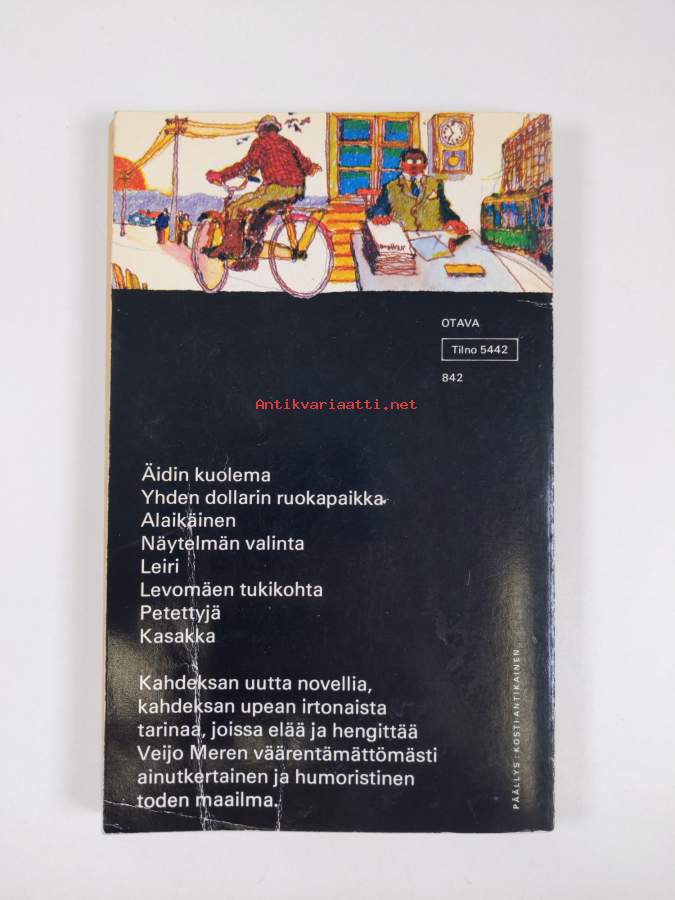 OTAVA
Tilno 5442
842
Antikvariaatti.net
Äidin kuolema
Yhden dollarin ruokapaikka
Alaikäinen
Näytelmän valinta
Leiri
Levomäen tukikohta
Petettyjä
Kasakka
Kahdeksan uutta novellia,
kahdeksan upean irtonaista
tarinaa, joissa elää ja hengittää
Veijo Meren väärentämättömästi
ainutkertainen ja humoristinen
toden maailma.
PÄÄLLYS: KOSTI ANTIKAINEN